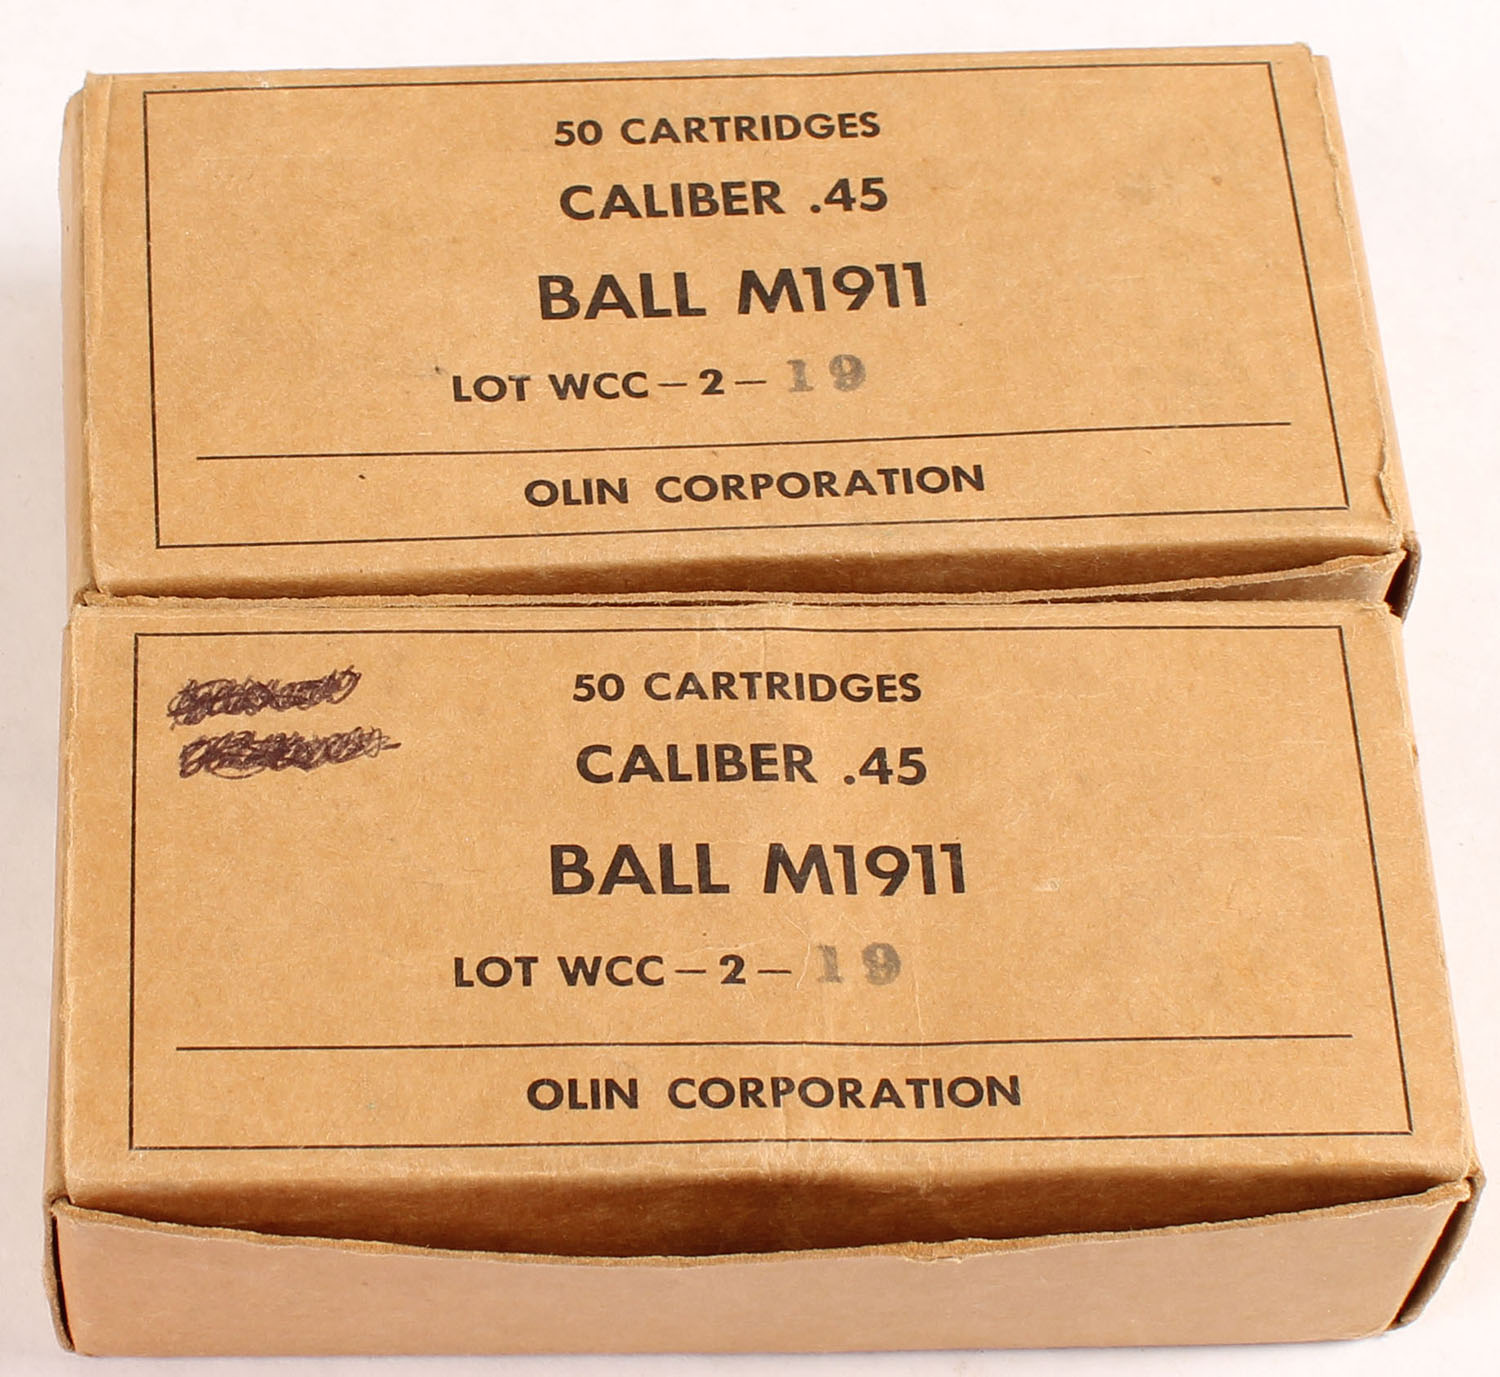 50 CARTRIDGES
CALIBER .45
BALL M1911
LOT WCC-2-19
OLIN CORPORATION
50 CARTRIDGES
CALIBER .45
BALL M1911
LOT WCC-2-19
OLIN CORPORATION